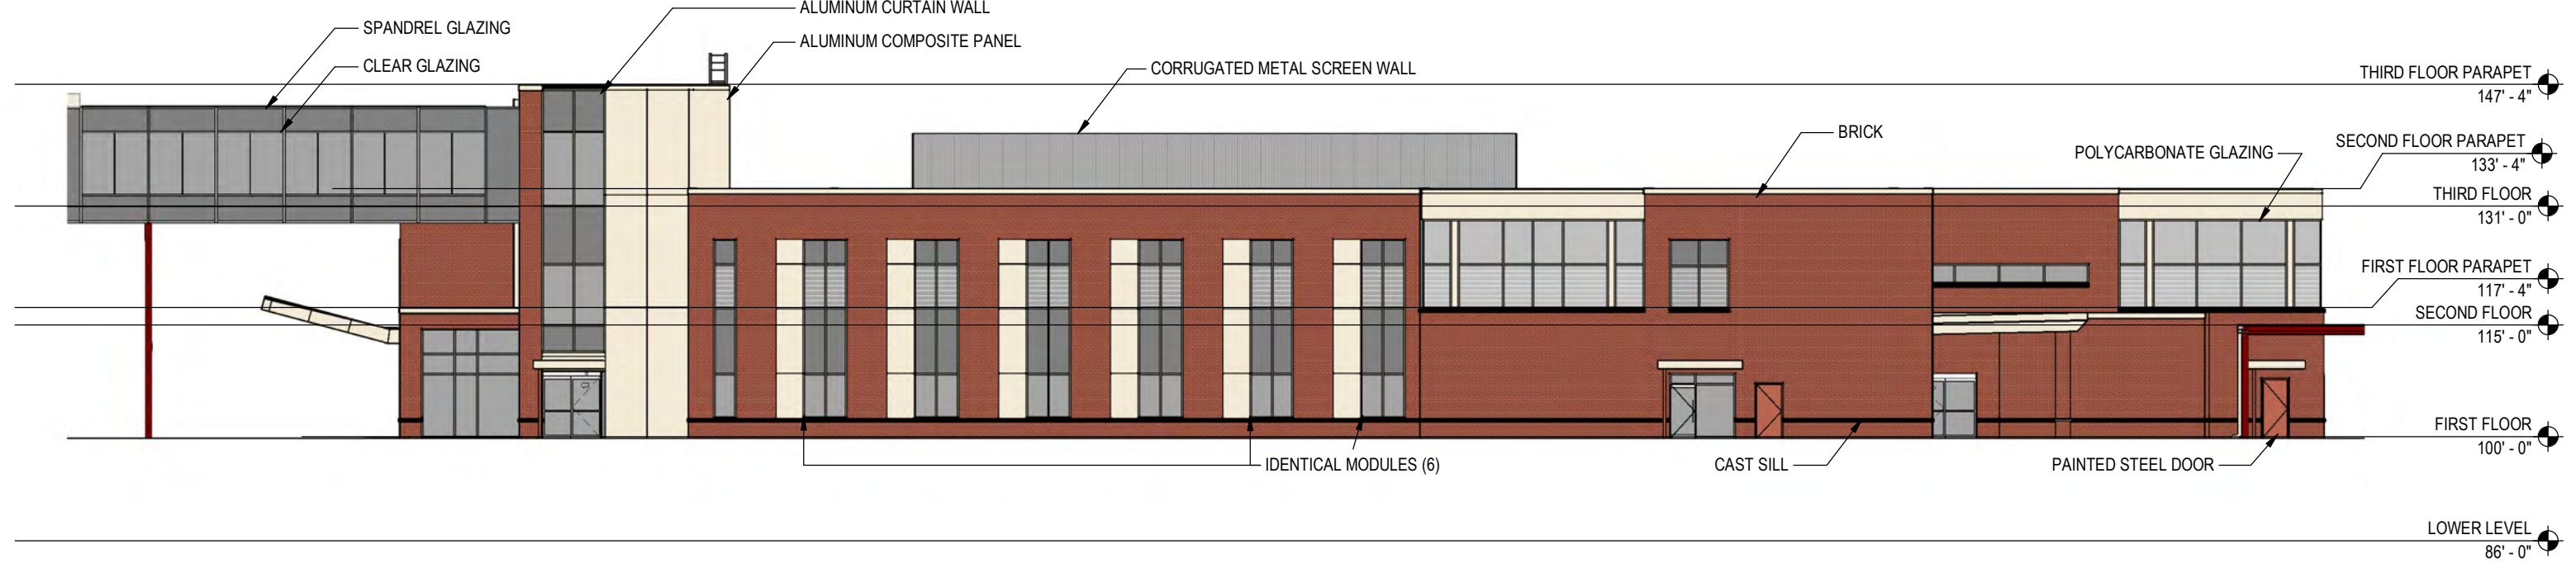 ALUMINUM CURTAIN WALL
SPANDREL GLAZING
ALUMINUM COMPOSITE PANEL
CLEAR GLAZING
CORRUGATED METAL SCREEN WALL
THIRD FLOOR PARAPET
147' - 4"
BRICK
SECOND FLOOR PARAPET
POLYCARBONATE GLAZING
133' - 4"
THIRD FLOOR
131' - 0"
FIRST FLOOR PARAPET
117' - 4"
SECOND FLOOR
115' - 0"
FIRST FLOOR
100' - 0"
IDENTICAL MODULES (6)
CAST SILL
PAINTED STEEL DOOR
LOWER LEVEL
86' - 0"